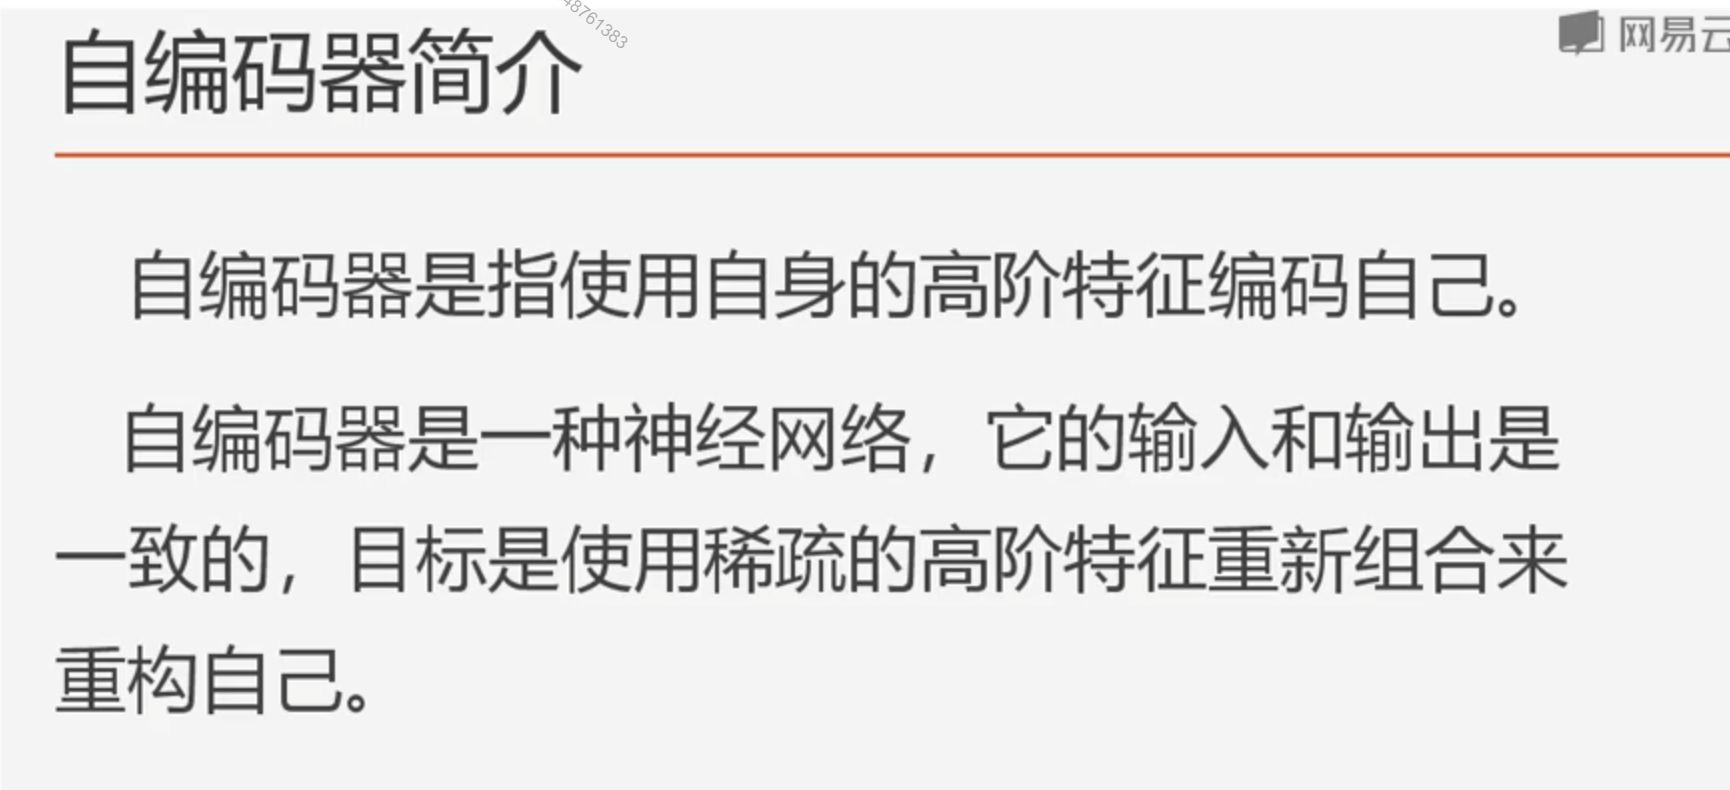 48761383
网易云
自编码器简介
自编码器是指使用自身的高阶特征编码自己。
自编码器是一种神经网络，它的输入和输出是
一致的，目标是使用稀疏的高阶特征重新组合来
重构自己。